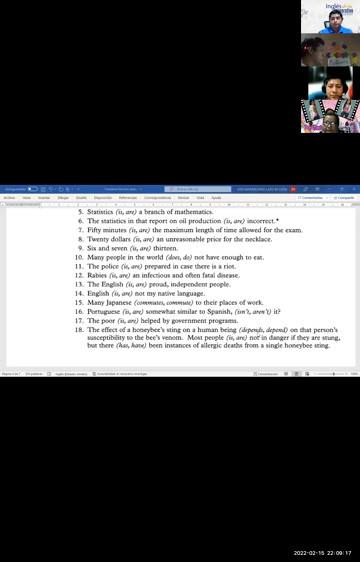 Inglés
5. Statistics (is, are) a branch of mathematics.
6. The statistics in that report on oil production (is, are) incorrect.*
7. Fifty minutes (is, are) the maximum length of time allowed for the exam.
8. Twenty dollars (is, are) an unreasonable price for the necklace.
9. Six and seven (is, are) thirteen.
10. Many people in the world (does, do) not have enough to eat.
11. The police (is, are) prepared in case there is a riot.
12. Rabies (is, are) an infectious and often fatal disease.
13. The English (is, are) proud, independent people.
14. English (is, are) not my native language.
15. Many Japanese (commutes, commute) to their places of work.
16. Portuguese (is, are) somewhat similar to Spanish, (isn't, aren't) it?
17. The poor (is, are) helped by government programs.
18. The effect of a honeybee's sting on a human being (depends, depend) on that person's
susceptibility to the bee's venom. Most people (is, are) not in danger if they are stung,
but there (has, have) been instances of allergic deaths from a single honeybee sting.
2022-02-15 22:09:17